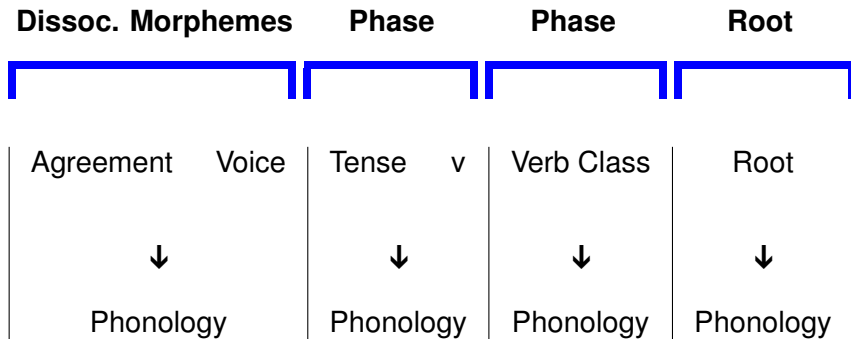 Dissoc. Morphemes Phase Phase Root
Agreement Voice Tense v Verb Class Root
Phonology Phonology Phonology Phonology